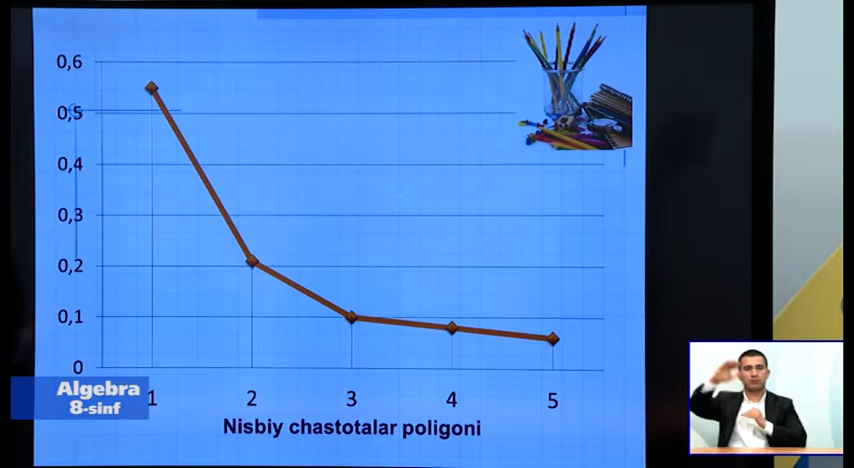 0,6
0,5
0,4
0,3
0,2
0,1
0
1 2 3 4 5
Nisbiy chastotalar poligoni
Algebra
8-sinf